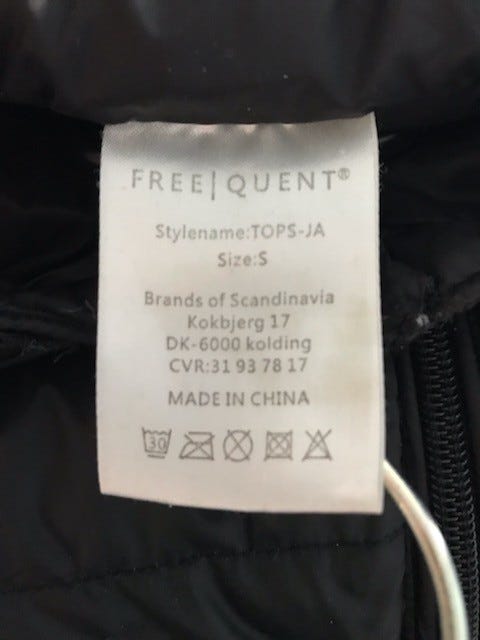 FREE|QUENT®
Stylename:TOPS-JA
Size:S
Brands of Scandinavia
Kokbjerg 17
DK-6000 kolding
CVR:31 93 78 17
MADE IN CHINA
30